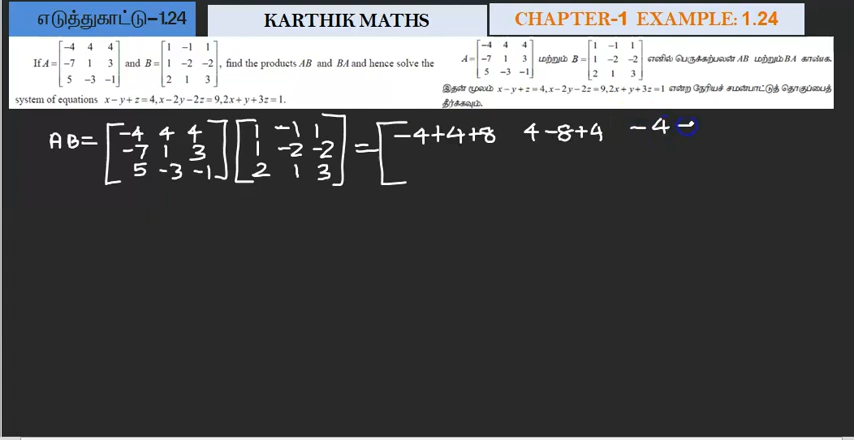 எடுத்துகாட்டு–1.24
KARTHIK MATHS
CHAPTER-1 EXAMPLE: 1.24
If A = [ -4 4 4
-7 1 3
5 -3 -1 ] and B = [ 1 -1 1
1 -2 -2
2 1 3 ], find the products AB and BA and hence solve the
system of equations x - y + z = 4, x - 2y - 2z = 9, 2x + y + 3z = 1.
A = [ -4 4 4
-7 1 3
5 -3 -1 ] மற்றும் B = [ 1 -1 1
1 -2 -2
2 1 3 ] எனில் பெருக்கற்பலன் AB மற்றும் BA காண்க.
இதன் மூலம் x - y + z = 4, x - 2y - 2z = 9, 2x + y + 3z = 1 என்ற நேரியச் சமன்பாட்டுத் தொகுப்பைத்
தீர்க்கவும்.
AB = [ -4 4 4
-7 1 3
5 -3 -1 ] [ 1 -1 1
1 -2 -2
2 1 3 ] = [ -4+4+8 4-8+4 -4 -